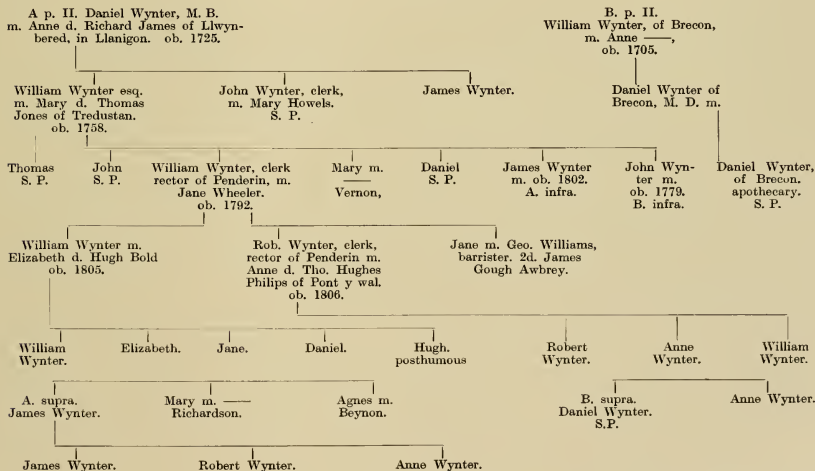 A p. II. Daniel Wynter, M. B.
m. Anne d. Richard James of Llwyn-
bered, in Llanigon. ob. 1725.
B. p. II.
William Wynter, of Brecon,
m. Anne ——,
ob. 1705.
William Wynter esq.
m. Mary d. Thomas
Jones of Tredustan.
ob. 1758.
John Wynter, clerk,
m. Mary Howels.
S. P.
James Wynter.
Daniel Wynter of
Brecon, M. D. m.
Thomas
S. P.
John
S. P.
William Wynter, clerk
rector of Penderin, m.
Jane Wheeler.
ob. 1792.
Mary m.
——
Vernon,
Daniel
S. P.
James Wynter
m. ob. 1802.
A. infra.
John Wyn-
ter m.
ob. 1779.
B. infra.
Daniel Wynter,
of Brecon.
apothecary.
S. P.
William Wynter m.
Elizabeth d. Hugh Bold
ob. 1805.
Rob. Wynter, clerk,
rector of Penderin m.
Anne d. Tho. Hughes
Philips of Pont y wal.
ob. 1806.
Jane m. Geo. Williams,
barrister. 2d. James
Gough Awbrey.
William
Wynter.
Elizabeth.
Jane.
Daniel.
Hugh.
posthumous
Robert
Wynter.
Anne
Wynter.
William
Wynter.
A. supra.
James Wynter.
Mary m. ——
Richardson.
Agnes m.
Beynon.
B. supra.
Daniel Wynter.
S.P.
Anne Wynter.
James Wynter.
Robert Wynter.
Anne Wynter.